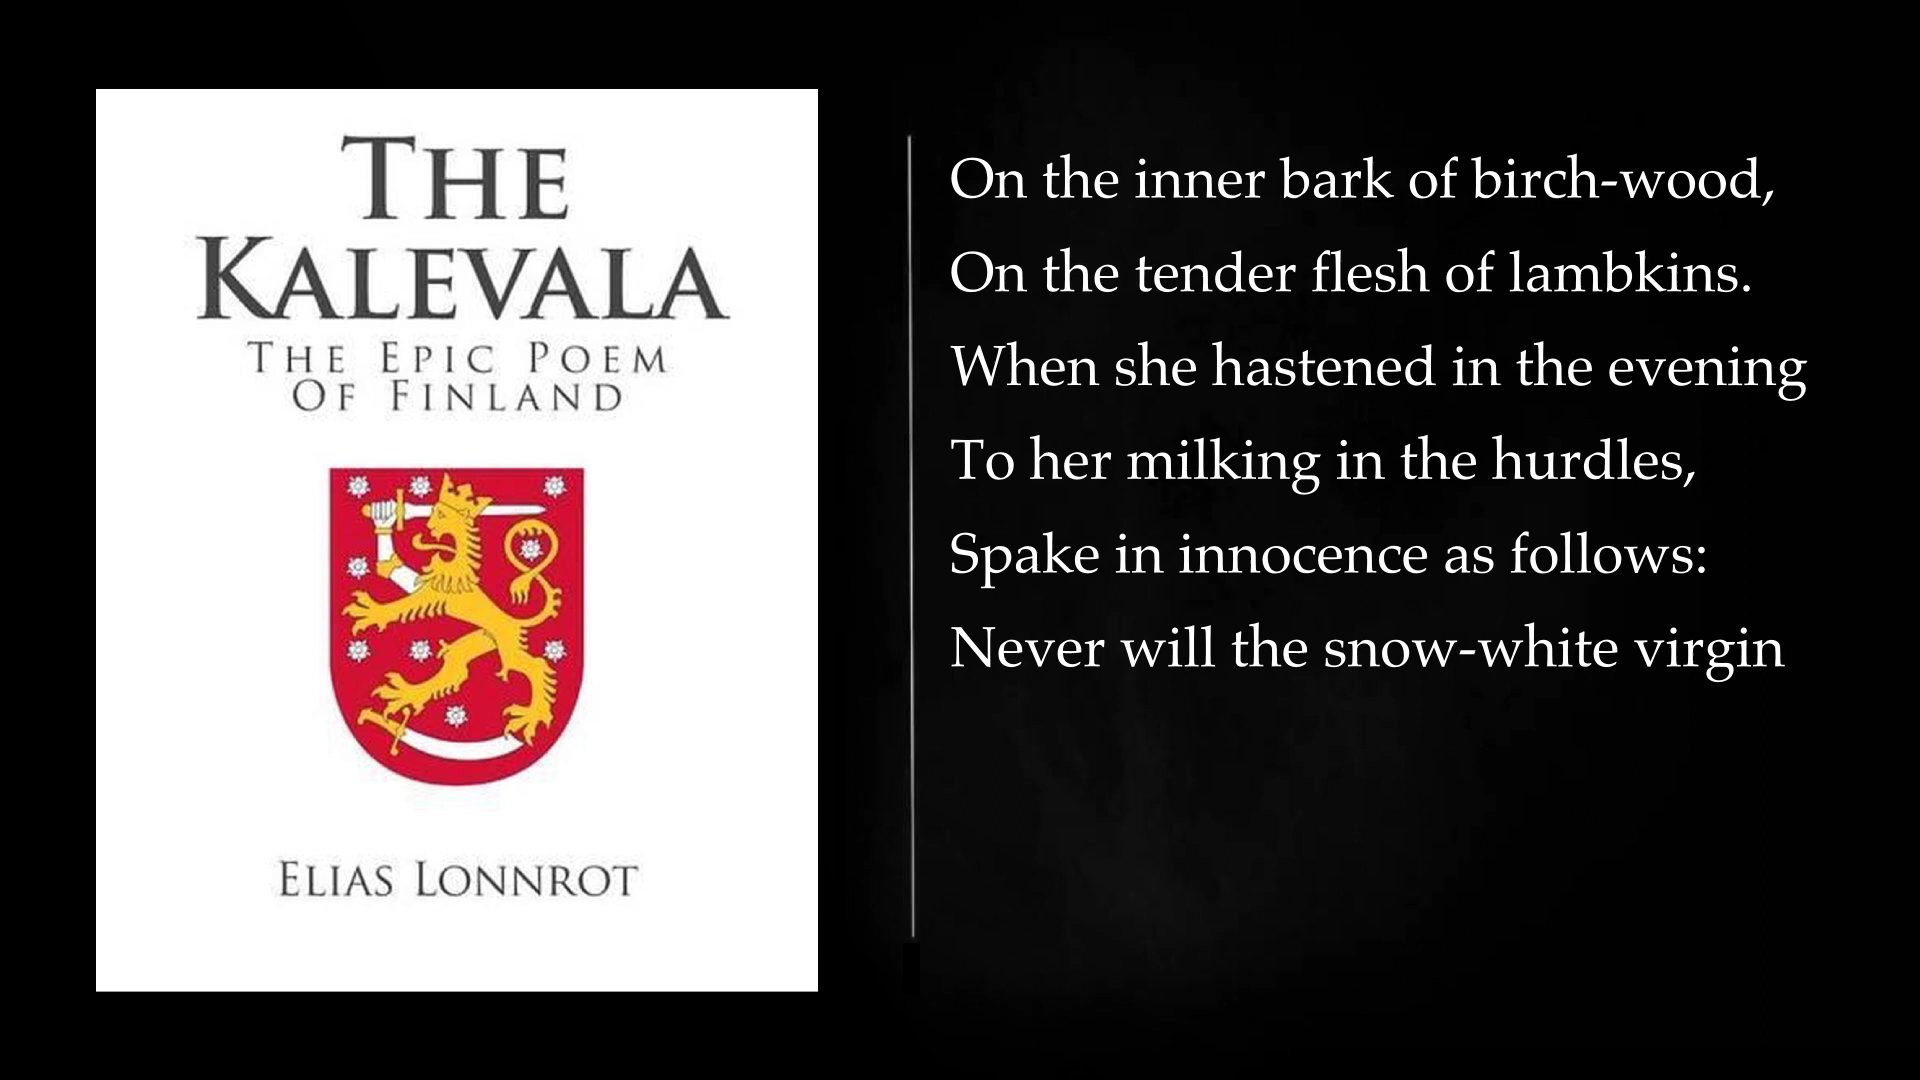 THE
KALEVALA
THE EPIC POEM
OF FINLAND
ELIAS LONNROT
On the inner bark of birch-wood,
On the tender flesh of lambkins.
When she hastened in the evening
To her milking in the hurdles,
Spake in innocence as follows:
Never will the snow-white virgin